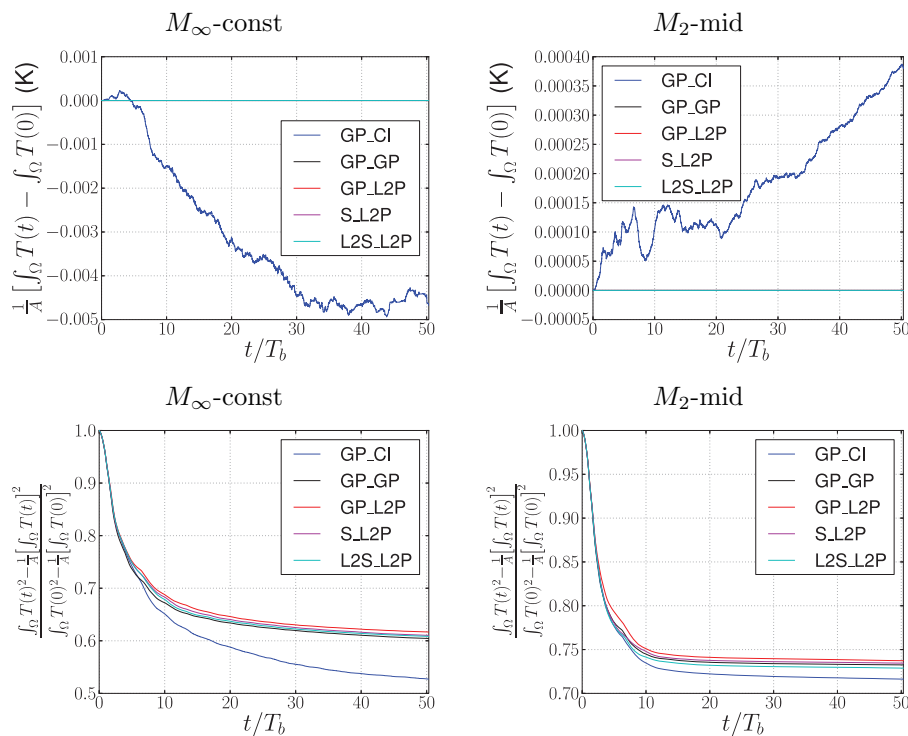 M∞-const
1/A [∫Ω T(t) − ∫Ω T(0)] (K)
0.001
0.000
−0.001
−0.002
−0.003
−0.004
−0.005
GP_CI
GP_GP
GP_L2P
S_L2P
L2S_L2P
0 10 20 30 40 50
t/Tb
M2-mid
1/A [∫Ω T(t) − ∫Ω T(0)] (K)
0.00040
0.00035
0.00030
0.00025
0.00020
0.00015
0.00010
0.00005
0.00000
−0.00005
GP_CI
GP_GP
GP_L2P
S_L2P
L2S_L2P
0 10 20 30 40 50
t/Tb
M∞-const
∫Ω T(t)² − 1/A [∫Ω T(t)]²
∫Ω T(0)² − 1/A [∫Ω T(0)]²
1.0
0.9
0.8
0.7
0.6
0.5
GP_CI
GP_GP
GP_L2P
S_L2P
L2S_L2P
0 10 20 30 40 50
t/Tb
M2-mid
∫Ω T(t)² − 1/A [∫Ω T(t)]²
∫Ω T(0)² − 1/A [∫Ω T(0)]²
1.00
0.95
0.90
0.85
0.80
0.75
0.70
GP_CI
GP_GP
GP_L2P
S_L2P
L2S_L2P
0 10 20 30 40 50
t/Tb